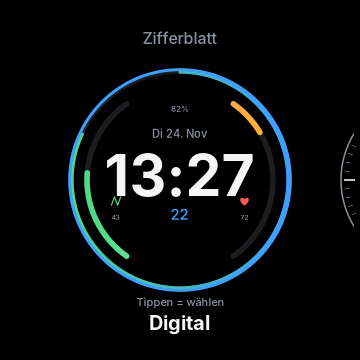 Zifferblatt
82%
Di 24. Nov
13:27
43
22
72
Tippen = wählen
Digital